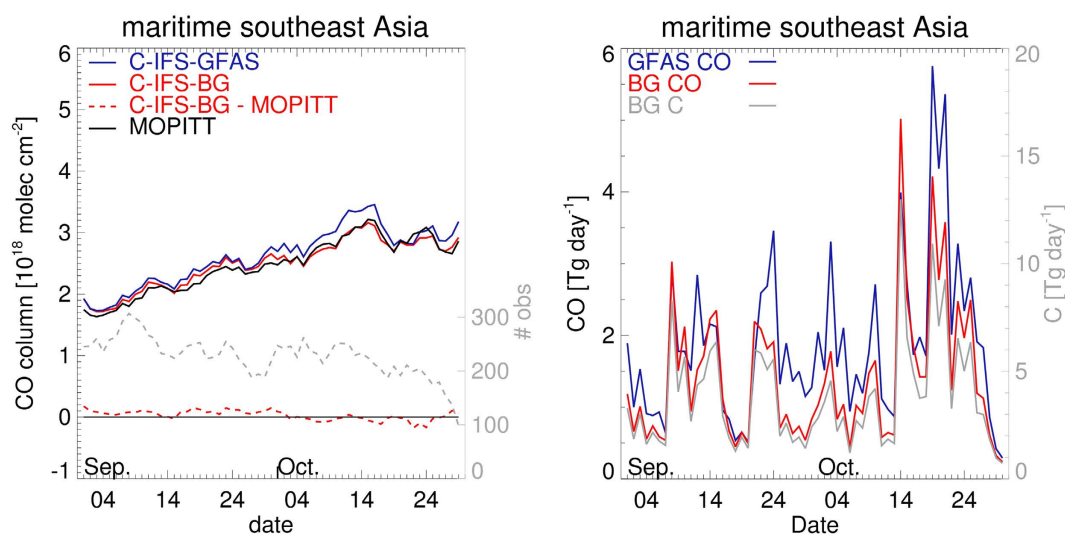 maritime southeast Asia
6
5
4
3
2
1
0
-1
CO column [10¹⁸ molec cm⁻²]
C-IFS-GFAS
C-IFS-BG
C-IFS-BG - MOPITT
MOPITT
300
200
100
0
# obs
Sep.
Oct.
04 14 24 04 14 24
date
maritime southeast Asia
6
4
2
0
CO [Tg day⁻¹]
GFAS CO
BG CO
BG C
20
15
10
5
0
C [Tg day⁻¹]
Sep.
Oct.
04 14 24 04 14 24
Date